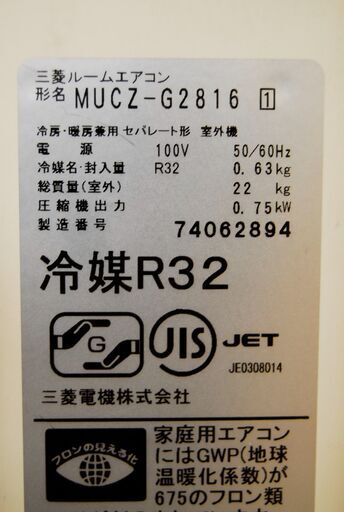 三菱ルームエアコン
形名 MUCZ-G2816 1
冷房・暖房兼用 セパレート形 室外機
電源 100V 50/60Hz
冷媒名・封入量 R32 0.63kg
総質量(室外) 22 kg
圧縮機出力 0.75kW
製造番号 74062894
冷媒R32
G JIS JET
JE0308014
三菱電機株式会社
フロンの見える化
家庭用エアコン
にはGWP(地球
温暖化係数)が
675のフロン類